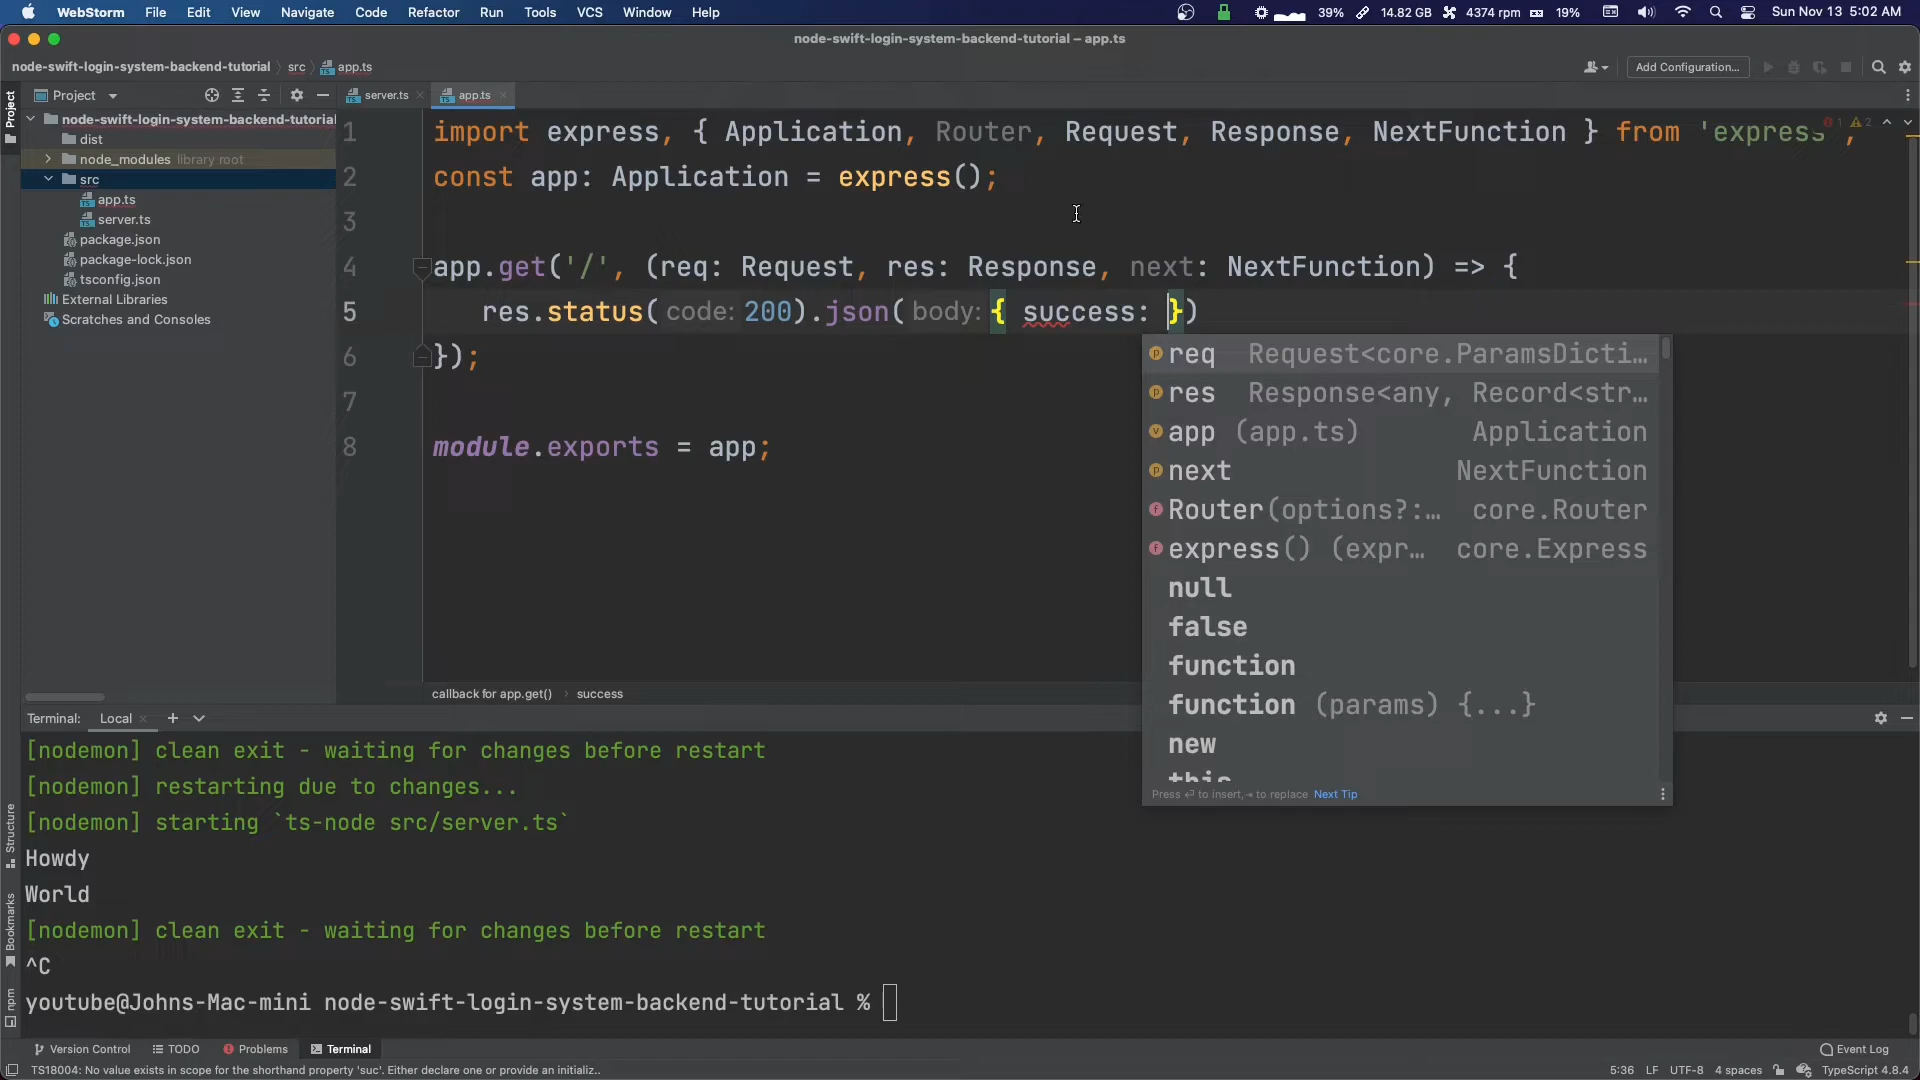 WebStorm File Edit View Navigate Code Refactor Run Tools VCS Window Help 39% 14.82 GB 4374 rpm 19% Sun Nov 13 5:02 AM
node-swift-login-system-backend-tutorial – app.ts
node-swift-login-system-backend-tutorial src app.ts Add Configuration...
Project server.ts app.ts
node-swift-login-system-backend-tutorial
dist
node_modules library root
src
app.ts
server.ts
package.json
package-lock.json
tsconfig.json
External Libraries
Scratches and Consoles
1 import express, { Application, Router, Request, Response, NextFunction } from 'express';
1 2
2 const app: Application = express();
3
4 app.get('/', (req: Request, res: Response, next: NextFunction) => {
5 res.status( code: 200).json( body: { success: })
6 });
7
8 module.exports = app;
req Request<core.ParamsDicti…
res Response<any, Record<str…
app (app.ts) Application
next NextFunction
Router(options?:… core.Router
express() (expr… core.Express
null
false
function
function (params) {...}
new
this
Press ⏎ to insert, ⇥ to replace Next Tip
callback for app.get() success
Terminal: Local
[nodemon] clean exit - waiting for changes before restart
[nodemon] restarting due to changes...
[nodemon] starting `ts-node src/server.ts`
Howdy
World
[nodemon] clean exit - waiting for changes before restart
^C
youtube@Johns-Mac-mini node-swift-login-system-backend-tutorial %
Project
Structure
Bookmarks
npm
Version Control TODO Problems Terminal Event Log
TS18004: No value exists in scope for the shorthand property 'suc'. Either declare one or provide an initializ.. 5:36 LF UTF-8 4 spaces TypeScript 4.8.4